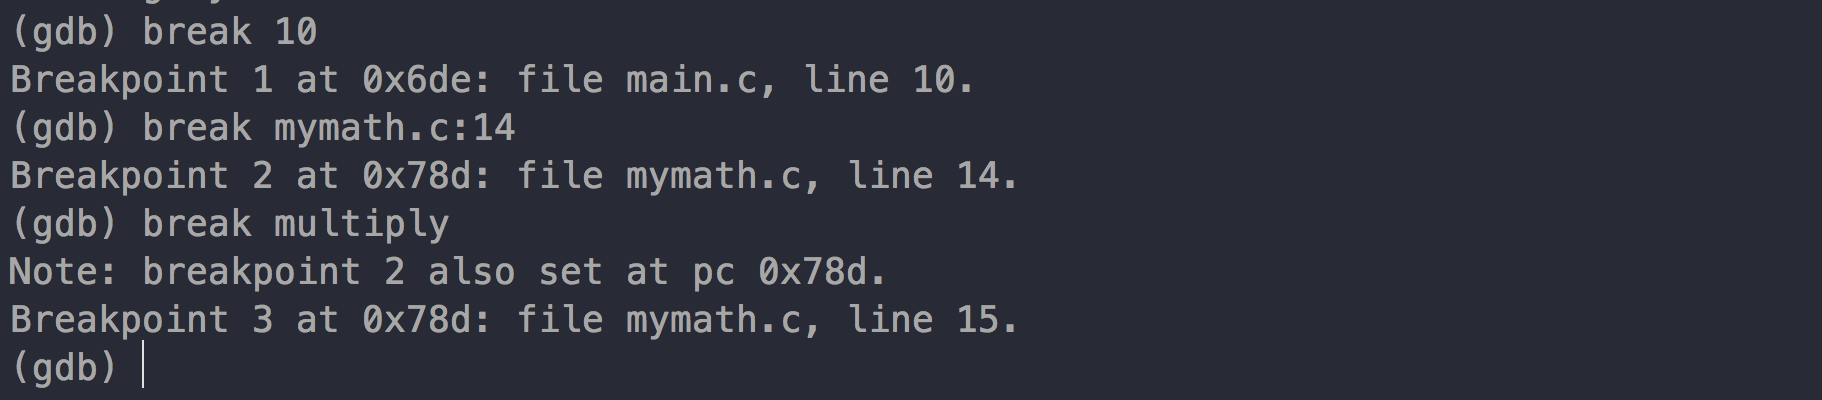 (gdb) break 10
Breakpoint 1 at 0x6de: file main.c, line 10.
(gdb) break mymath.c:14
Breakpoint 2 at 0x78d: file mymath.c, line 14.
(gdb) break multiply
Note: breakpoint 2 also set at pc 0x78d.
Breakpoint 3 at 0x78d: file mymath.c, line 15.
(gdb)